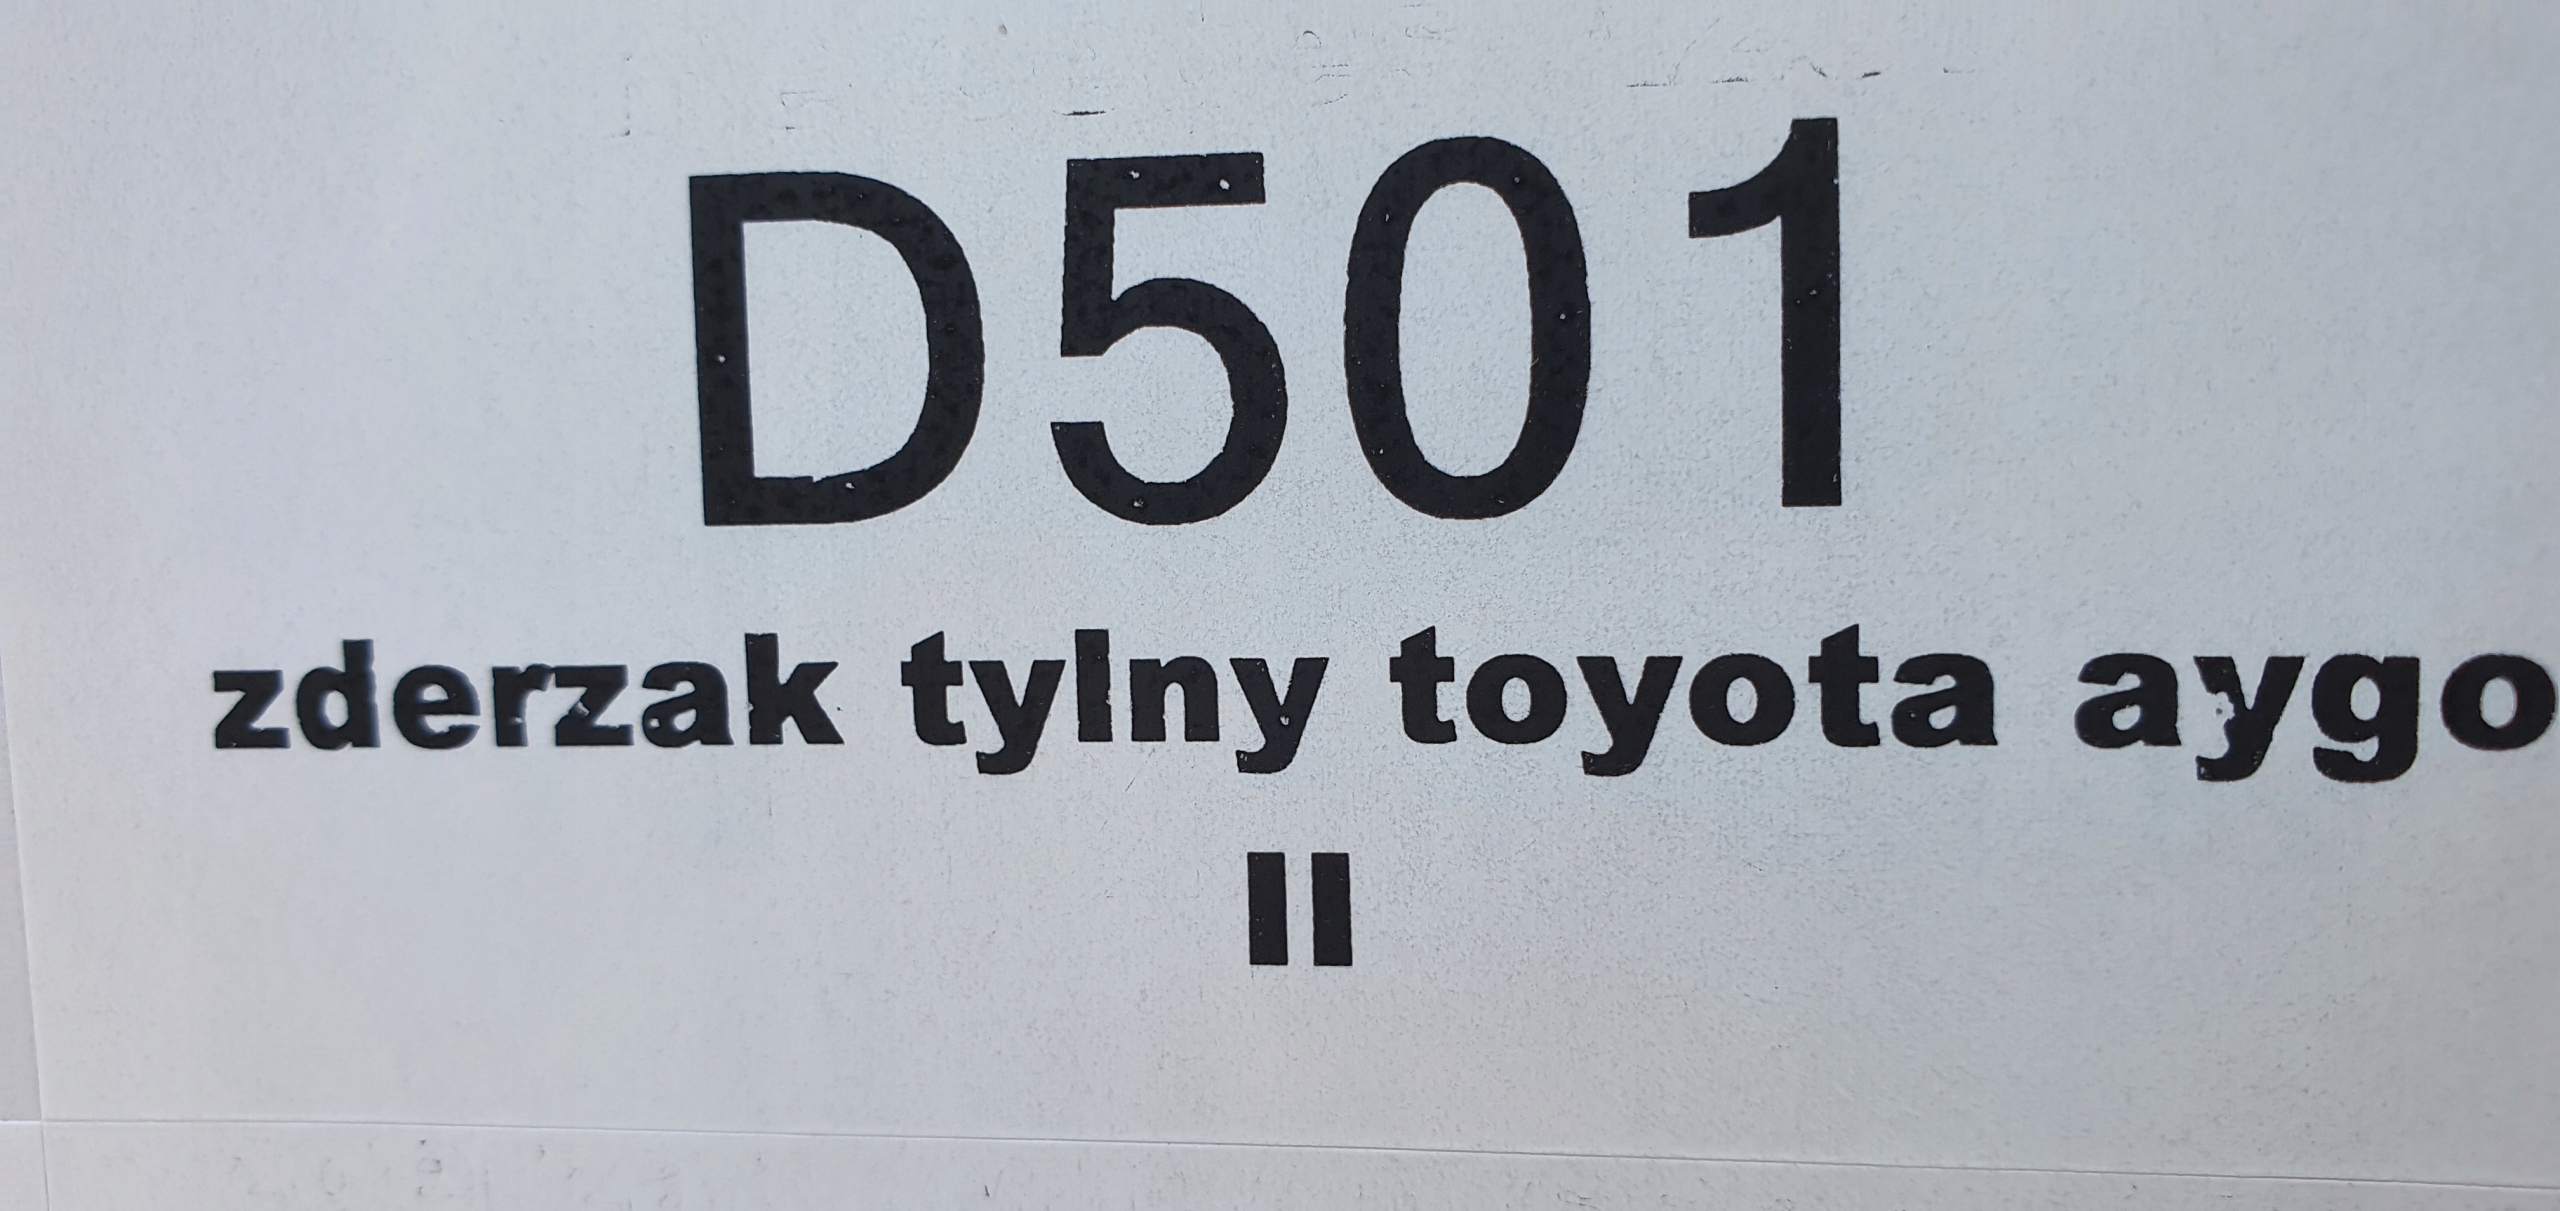 D501
zderzak tylny toyota aygo
II